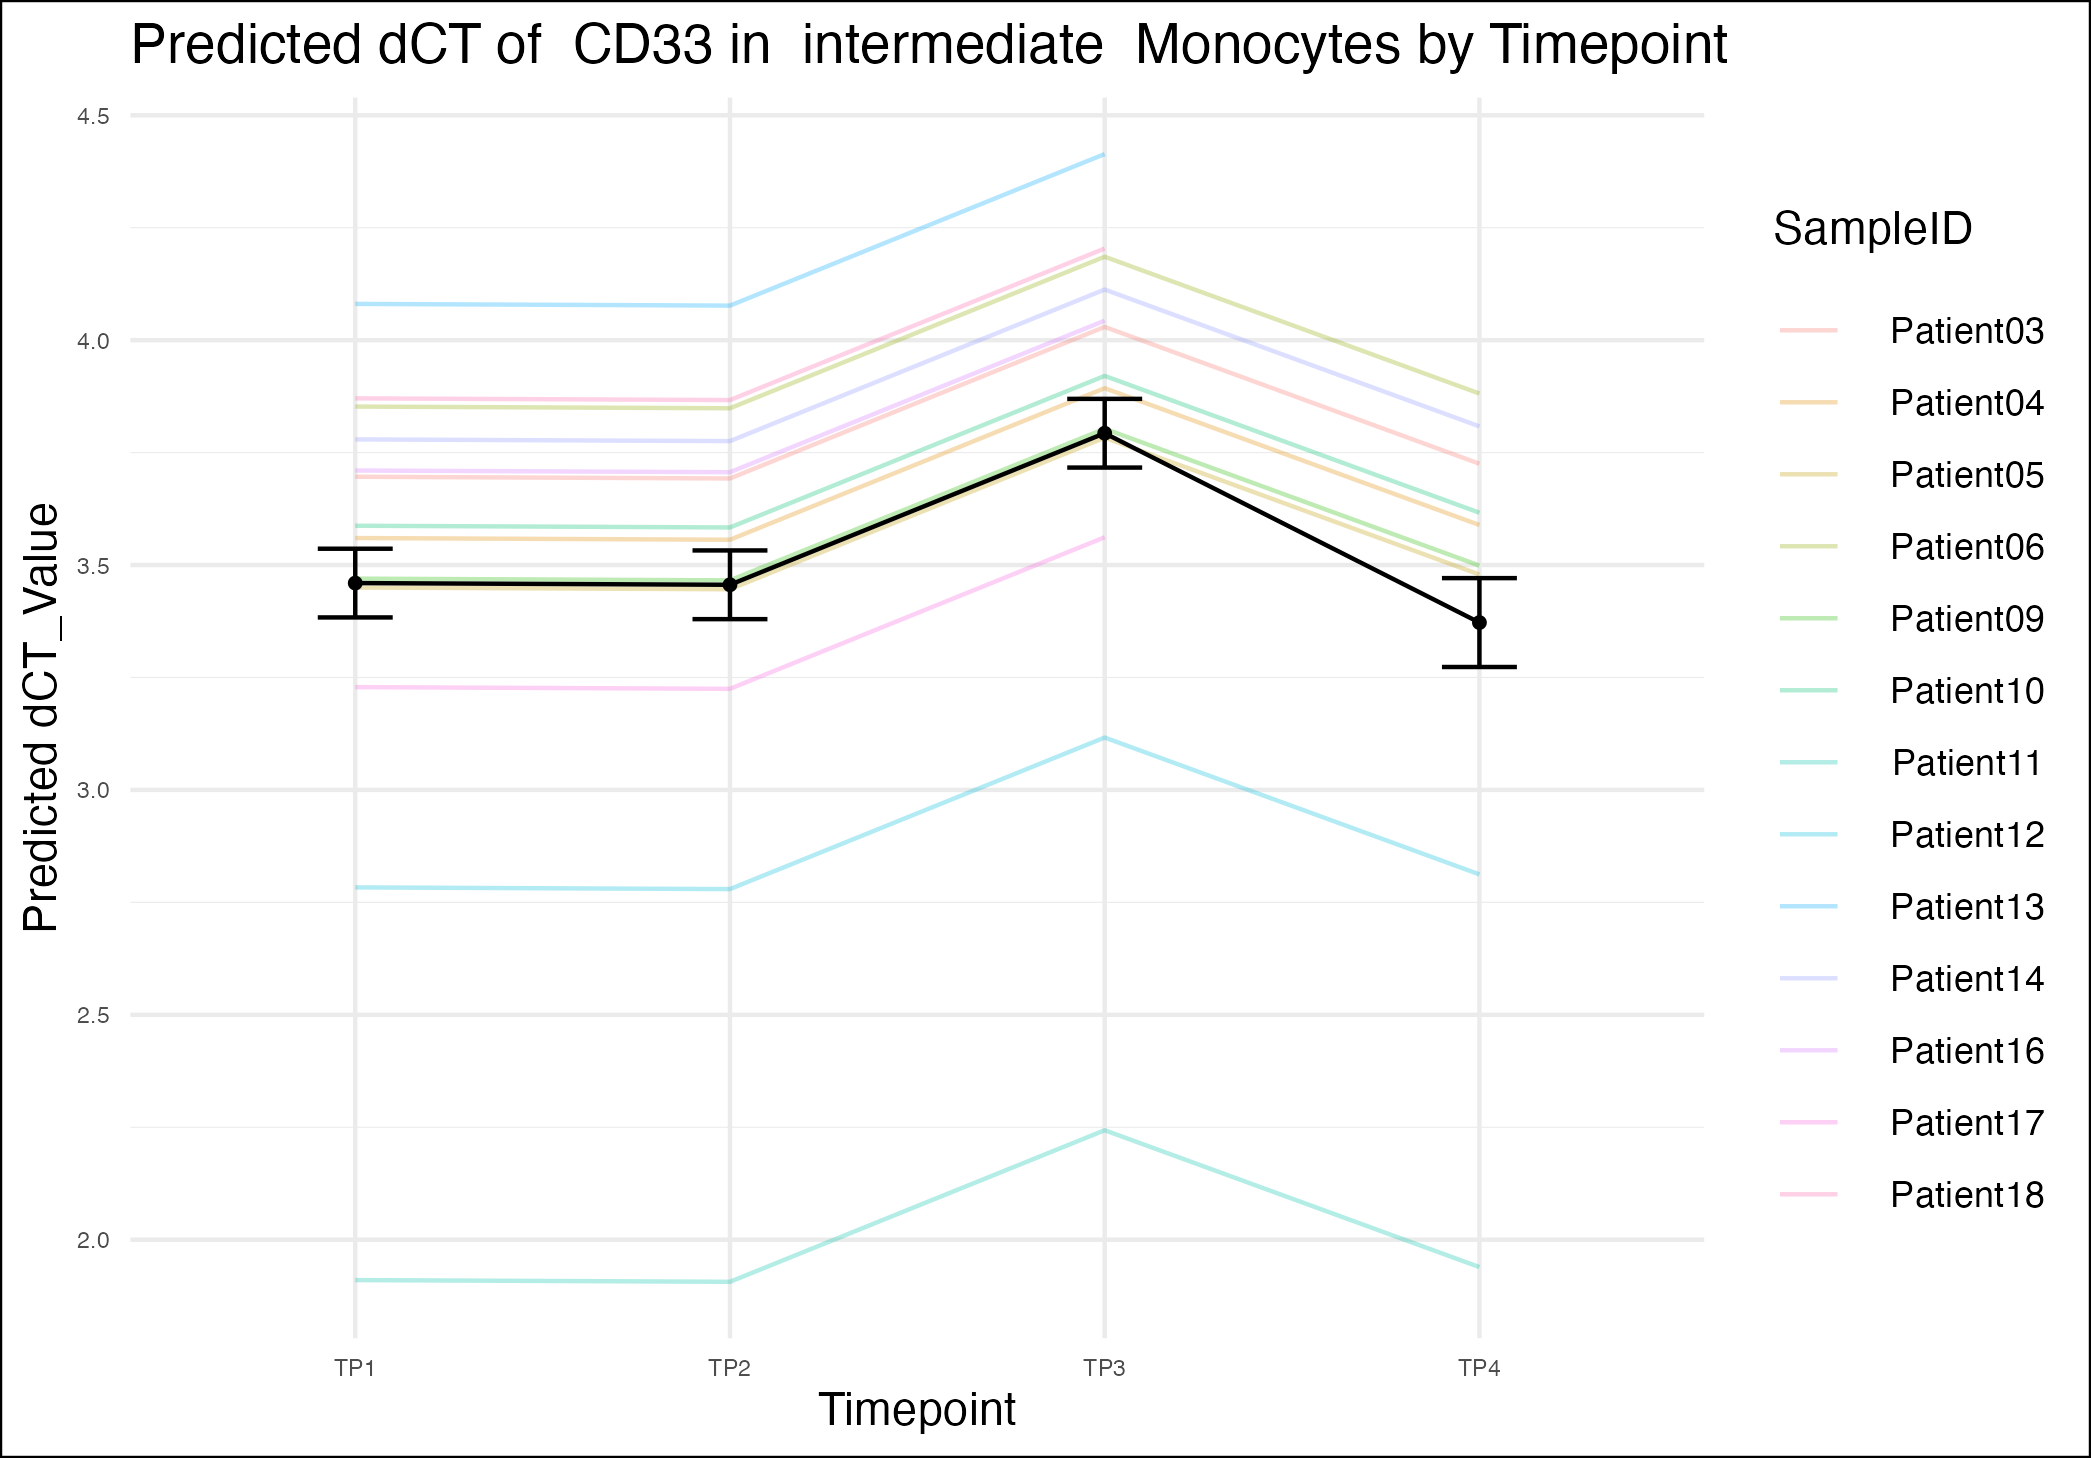 Predicted dCT of  CD33 in  intermediate  Monocytes by Timepoint
Predicted dCT_Value
4.5
4.0
3.5
3.0
2.5
2.0
TP1
TP2
TP3
TP4
Timepoint
SampleID
Patient03
Patient04
Patient05
Patient06
Patient09
Patient10
Patient11
Patient12
Patient13
Patient14
Patient16
Patient17
Patient18